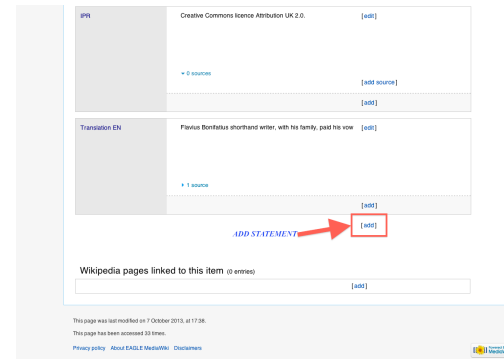 IPR Creative Commons licence Attribution UK 2.0. [edit]
0 sources
[add source]
[add]
Translation EN Flavius Bonifatius shorthand writer, with his family, paid his vow [edit]
1 source
[add]
ADD STATEMENT [add]
Wikipedia pages linked to this item (0 entries)
[add]
This page was last modified on 7 October 2013, at 17:38.
This page has been accessed 33 times.
Privacy policy About EAGLE MediaWiki Disclaimers